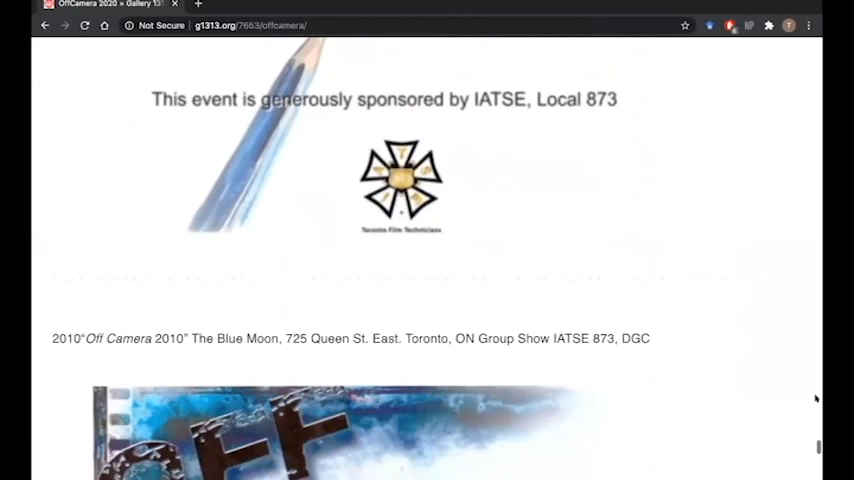 OffCamera 2020 » Gallery 131
Not Secure
g1313.org/7653/offcamera/
T
This event is generously sponsored by IATSE, Local 873
Toronto Film Technicians
2010“Off Camera 2010” The Blue Moon, 725 Queen St. East. Toronto, ON Group Show IATSE 873, DGC
OFF